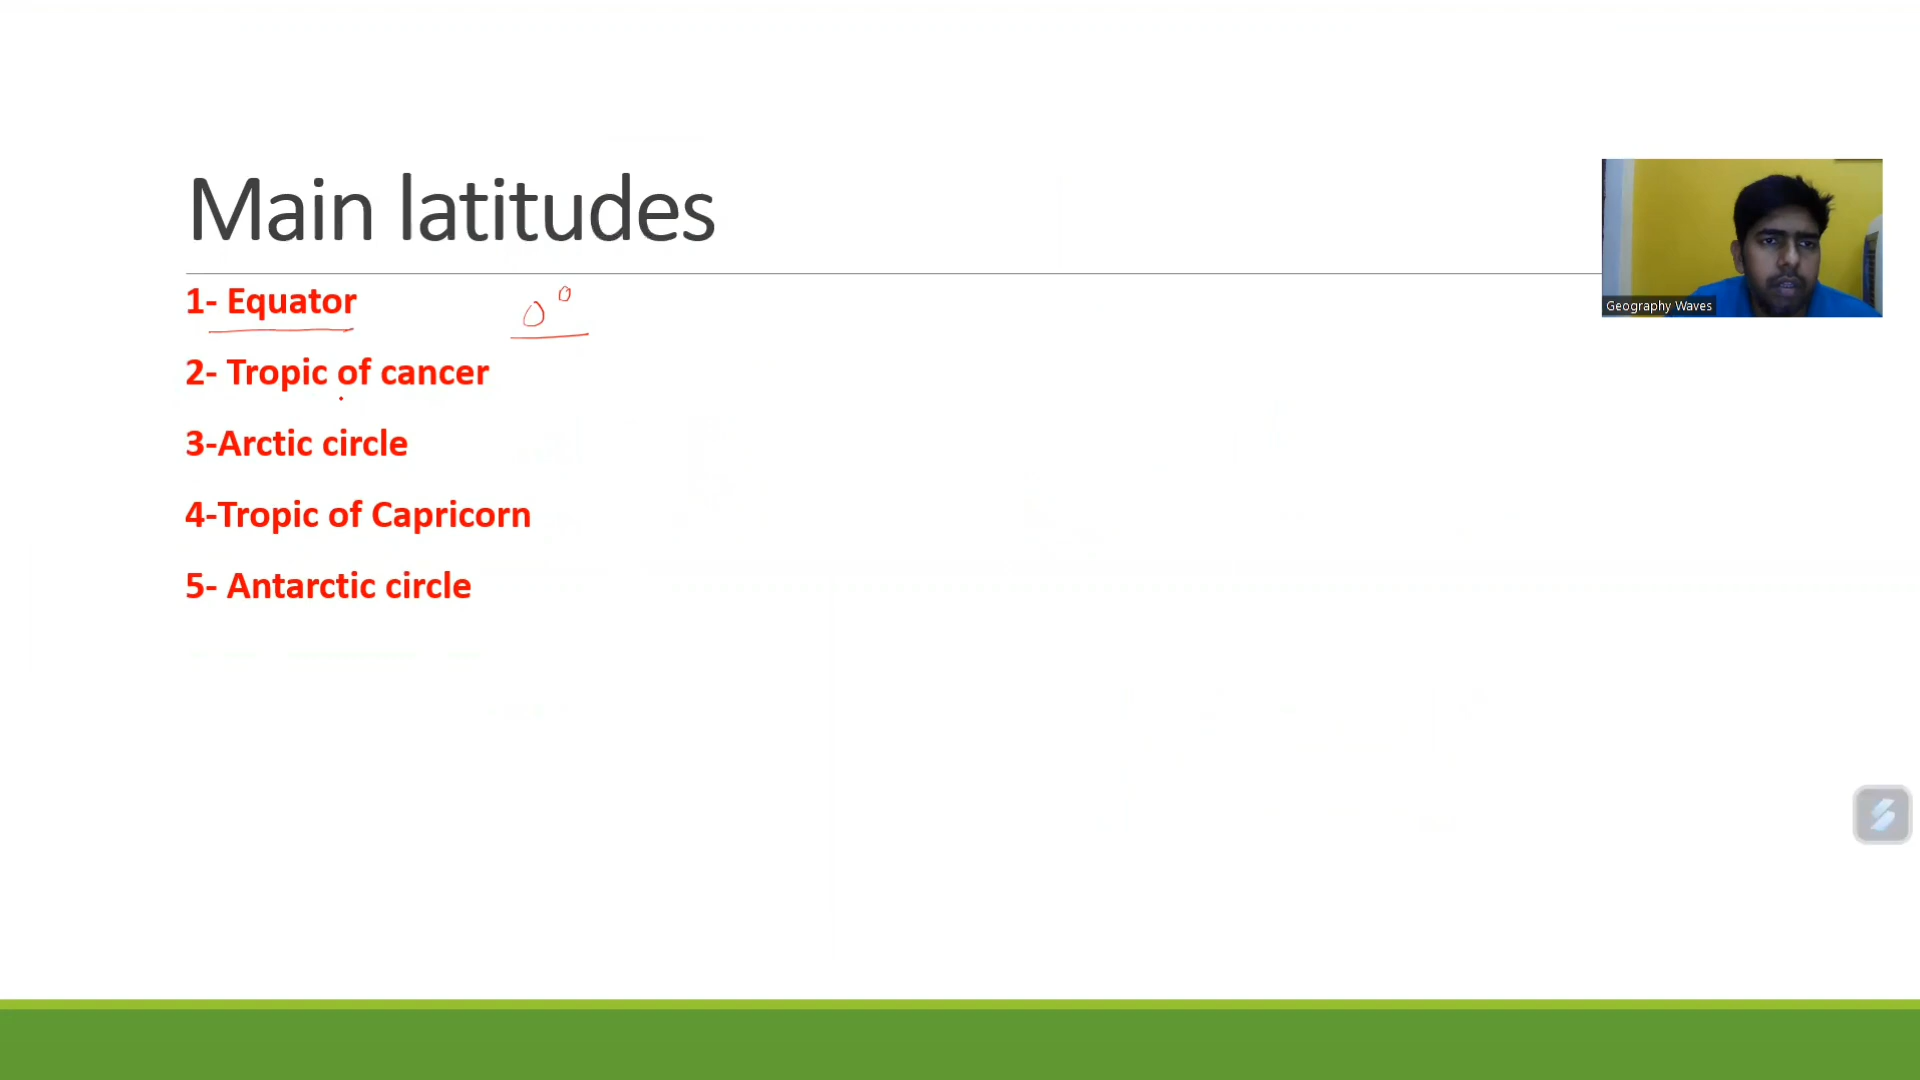 Main latitudes
1- Equator 0°
2- Tropic of cancer
3-Arctic circle
4-Tropic of Capricorn
5- Antarctic circle
Geography Waves